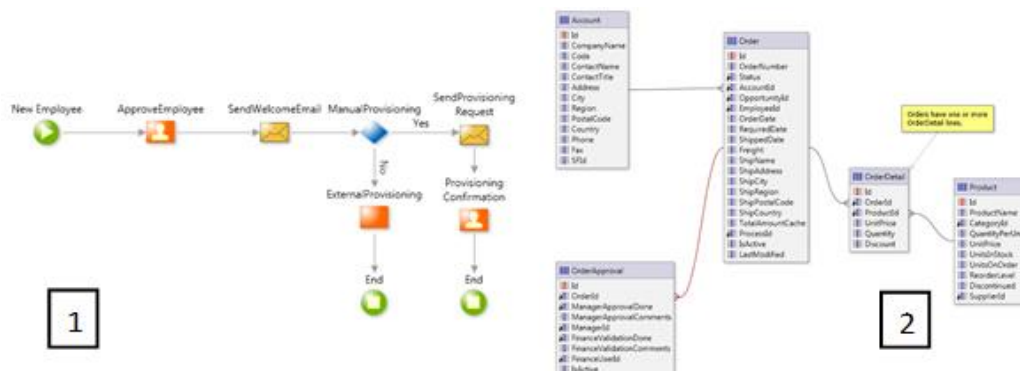 New Employee
ApproveEmployee
SendWelcomeEmail
ManualProvisioning
SendProvisioning
Request
Yes
No
ExternalProvisioning
Provisioning:
Confirmation
End
End
1
Account
Id
CompanyName
Code
ContactName
ContactTitle
Address
City
Region
PostalCode
Country
Phone
Fax
SFId
Order
Id
OrderNumber
Status
AccountId
OpportunityId
EmployeeId
OrderDate
RequiredDate
ShippedDate
Freight
ShipName
ShipAddress
ShipCity
ShipRegion
ShipPostalCode
ShipCountry
TotalAmountCache
ProcessId
IsActive
LastModified
Orders have one or more
OrderDetail lines.
OrderDetail
Id
OrderId
ProductId
UnitPrice
Quantity
Discount
Product
Id
ProductName
CategoryId
QuantityPerUn
UnitPrice
UnitsInStock
UnitsOnOrder
ReorderLevel
Discontinued
SupplierId
OrderApproval
Id
OrderId
ManagerApprovalDone
ManagerApprovalComments
ManagerId
FinanceValidationDone
FinanceValidationComments
FinanceUserId
IsActive
2